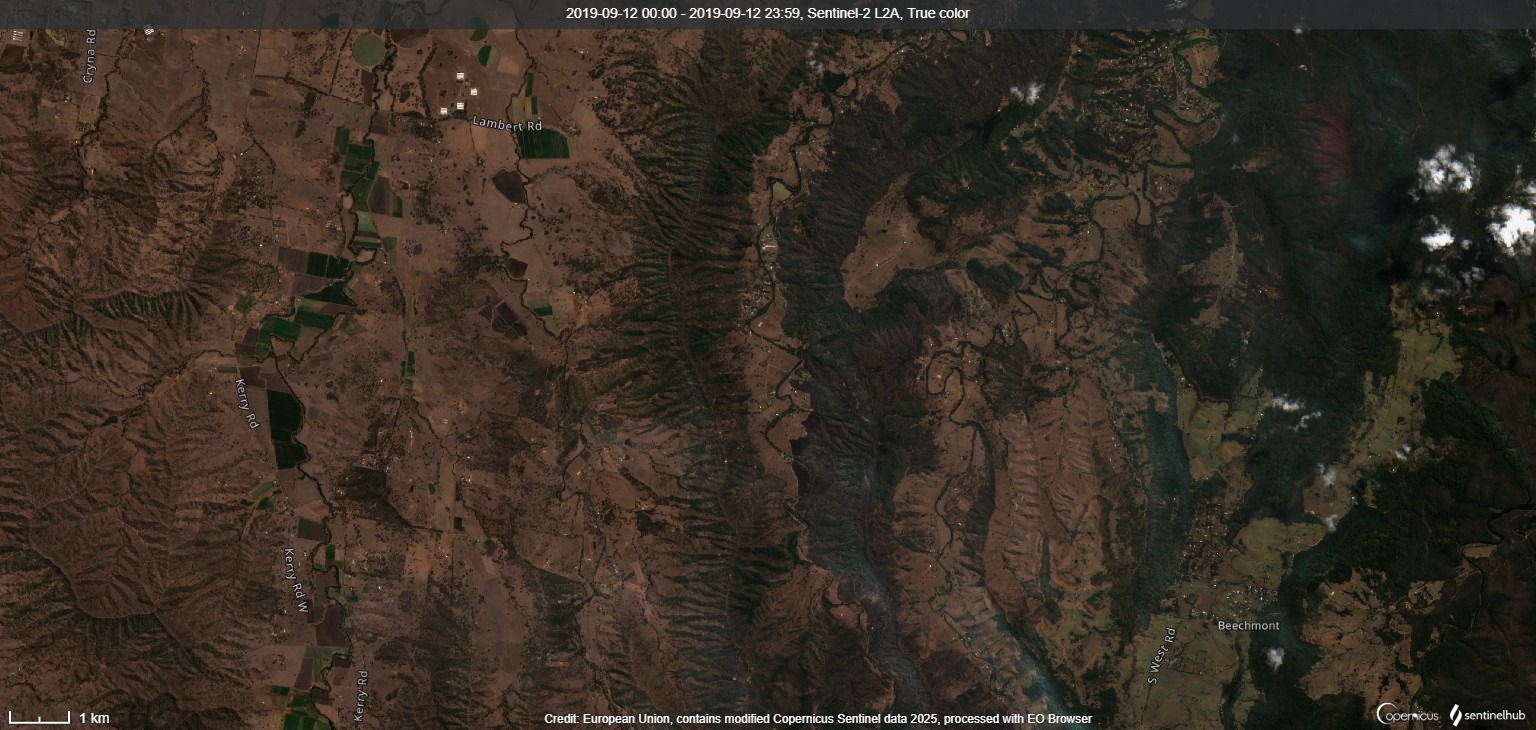 2019-09-12 00:00 - 2019-09-12 23:59, Sentinel-2 L2A, True color
Cryna Rd
Lambert Rd
Kerry Rd
Kerry Rd W
Beechmont
S West Rd
Kerry Rd
1 km
Credit: European Union, contains modified Copernicus Sentinel data 2025, processed with EO Browser
opernicus
sentinelhub